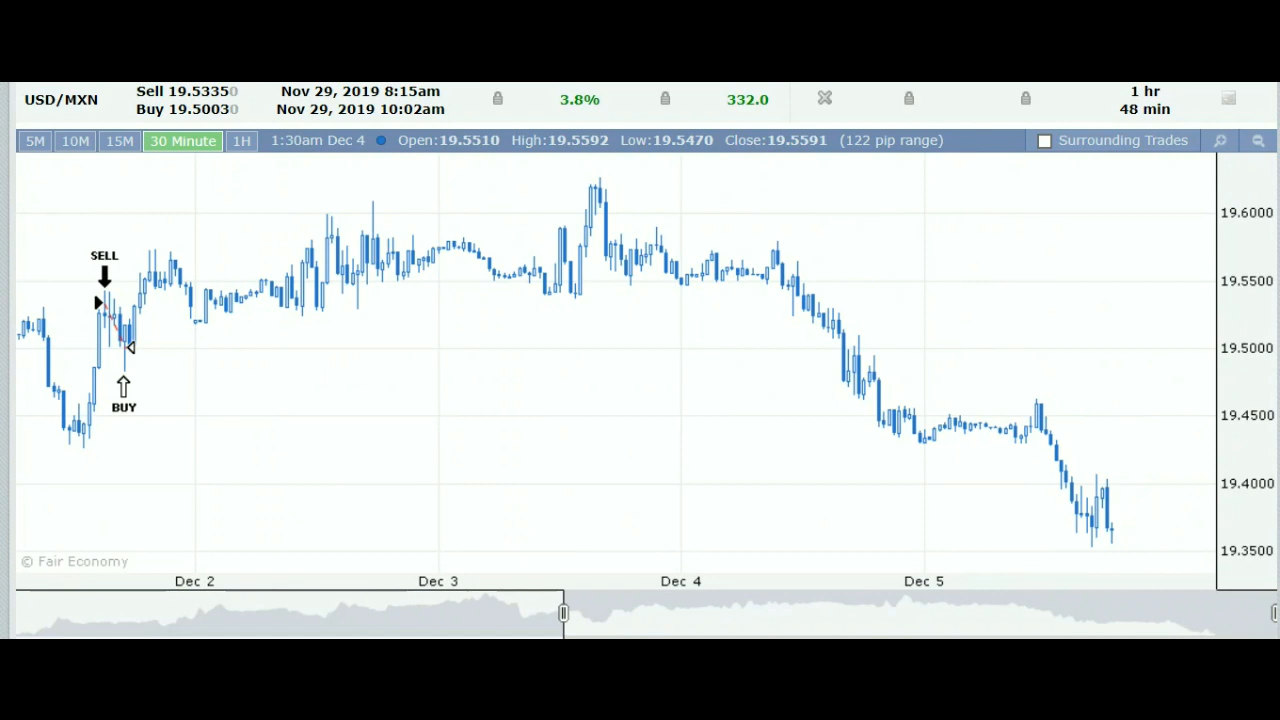 USD/MXN
Sell 19.53350
Buy 19.50030
Nov 29, 2019 8:15am
Nov 29, 2019 10:02am
3.8%
332.0
1 hr
48 min
5M 10M 15M 30 Minute 1H 1:30am Dec 4 Open:19.5510 High:19.5592 Low:19.5470 Close:19.5591 (122 pip range) Surrounding Trades
19.6000
SELL
19.5500
19.5000
BUY
19.4500
19.4000
19.3500
© Fair Economy
Dec 2 Dec 3 Dec 4 Dec 5